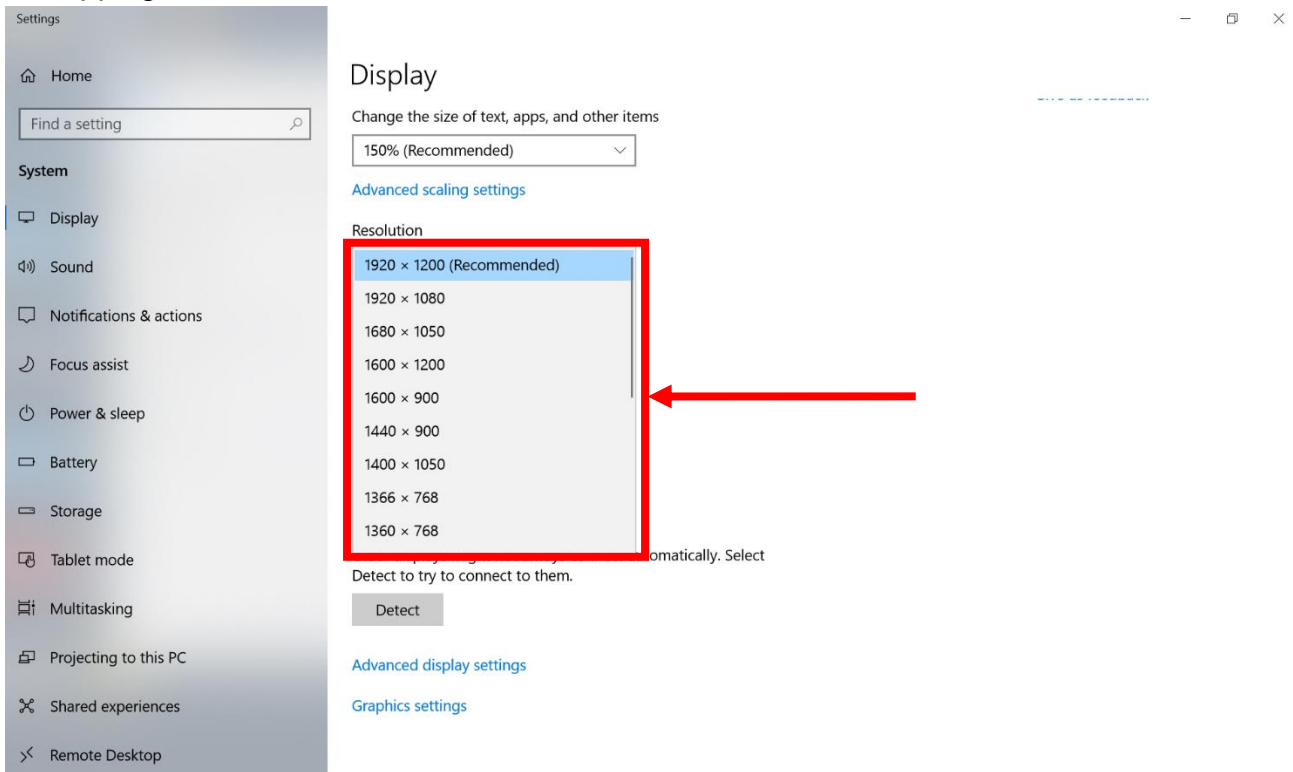 Settings
Home
Find a setting
System
Display
Sound
Notifications & actions
Focus assist
Power & sleep
Battery
Storage
Tablet mode
Multitasking
Projecting to this PC
Shared experiences
Remote Desktop
Display
Change the size of text, apps, and other items
150% (Recommended)
Advanced scaling settings
Resolution
1920 × 1200 (Recommended)
1920 × 1080
1680 × 1050
1600 × 1200
1600 × 900
1440 × 900
1400 × 1050
1366 × 768
1360 × 768
Select
Detect to try to connect to them.
Detect
Advanced display settings
Graphics settings